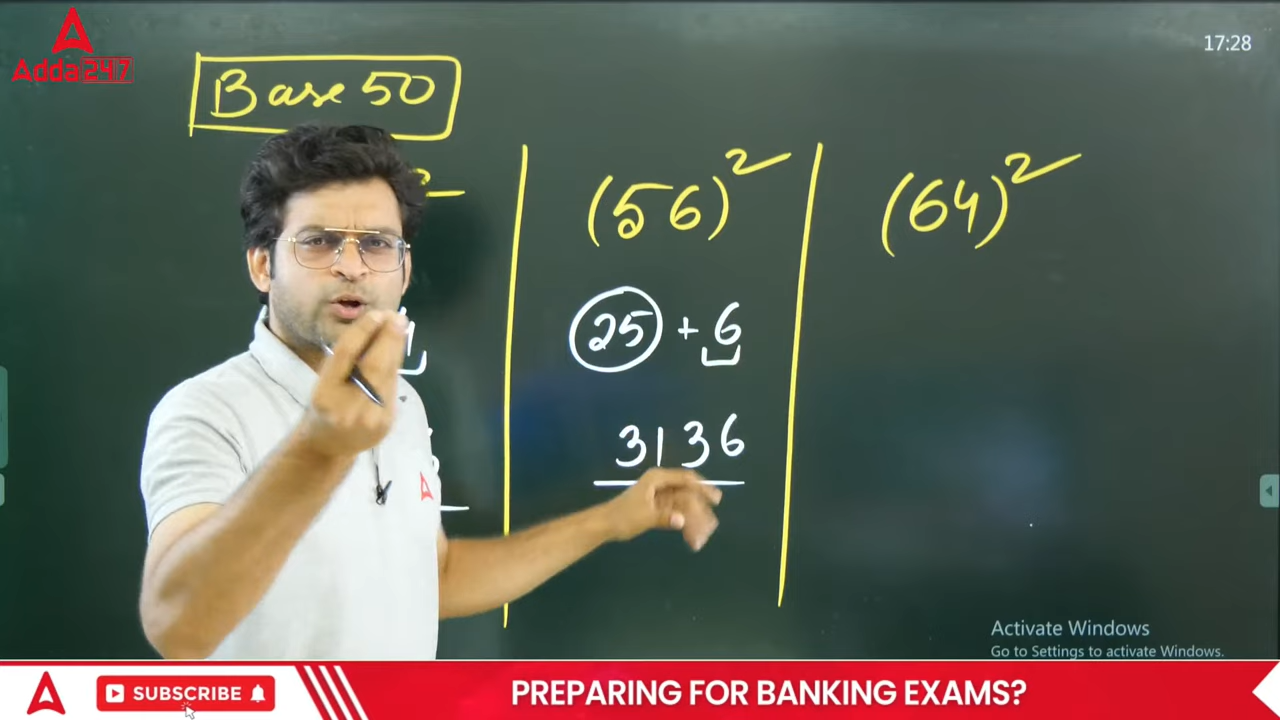 17:28
Adda247
Base 50
2
(56)²
(64)²
25 + 6
3136
Activate Windows
Go to Settings to activate Windows.
SUBSCRIBE
PREPARING FOR BANKING EXAMS?